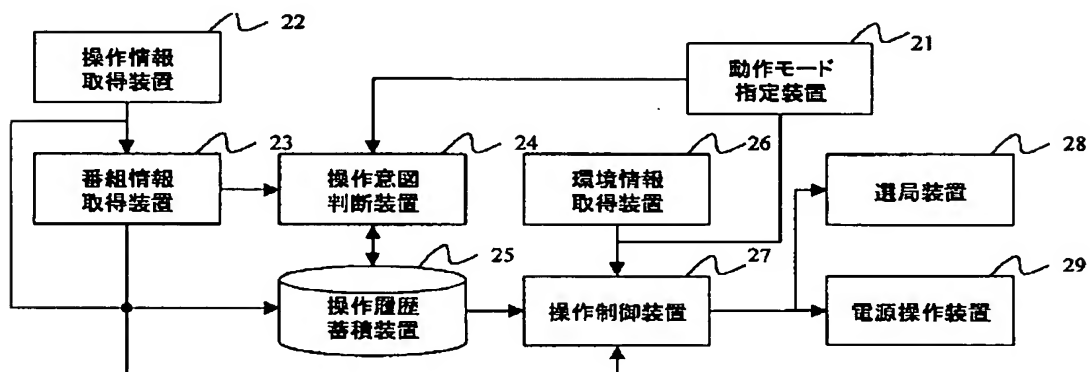 22
操作情報
取得装置
21
動作モード
指定装置
23
番組情報
取得装置
24
操作意図
判断装置
26
環境情報
取得装置
28
選局装置
25
操作履歴
蓄積装置
27
操作制御装置
29
電源操作装置